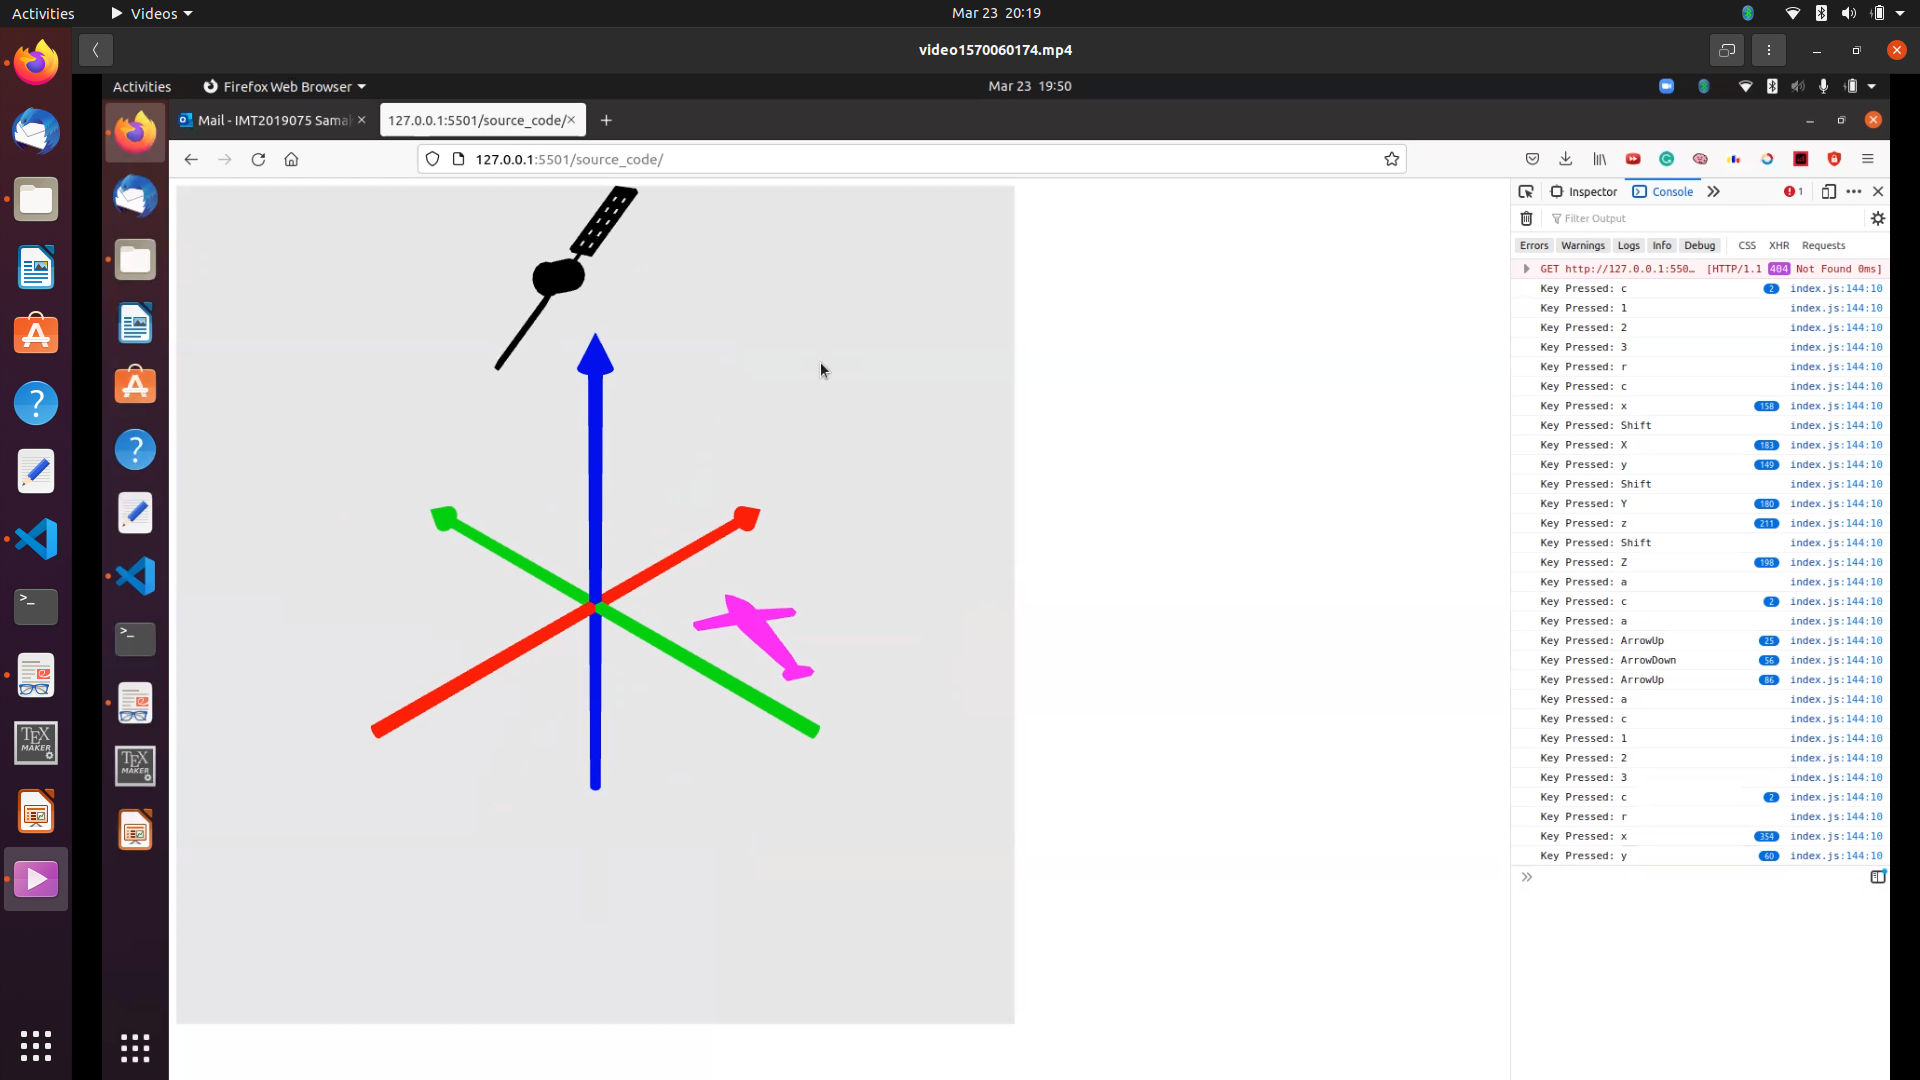 Activities
Videos
Mar 23 20:19
video1570060174.mp4
Activities
Firefox Web Browser
Mar 23 19:50
Mail - IMT2019075 Sama
127.0.0.1:5501/source_code/
127.0.0.1:5501/source_code/
Inspector
Console
1
Filter Output
Errors
Warnings
Logs
Info
Debug
CSS
XHR
Requests
GET http://127.0.0.1:550… [HTTP/1.1 404 Not Found 0ms]
Key Pressed: c 2 index.js:144:10
Key Pressed: 1 index.js:144:10
Key Pressed: 2 index.js:144:10
Key Pressed: 3 index.js:144:10
Key Pressed: r index.js:144:10
Key Pressed: c index.js:144:10
Key Pressed: x 158 index.js:144:10
Key Pressed: Shift index.js:144:10
Key Pressed: X 183 index.js:144:10
Key Pressed: y 149 index.js:144:10
Key Pressed: Shift index.js:144:10
Key Pressed: Y 180 index.js:144:10
Key Pressed: z 211 index.js:144:10
Key Pressed: Shift index.js:144:10
Key Pressed: Z 198 index.js:144:10
Key Pressed: a index.js:144:10
Key Pressed: c 2 index.js:144:10
Key Pressed: a index.js:144:10
Key Pressed: ArrowUp 25 index.js:144:10
Key Pressed: ArrowDown 56 index.js:144:10
Key Pressed: ArrowUp 86 index.js:144:10
Key Pressed: a index.js:144:10
Key Pressed: c index.js:144:10
Key Pressed: 1 index.js:144:10
Key Pressed: 2 index.js:144:10
Key Pressed: 3 index.js:144:10
Key Pressed: c 2 index.js:144:10
Key Pressed: r index.js:144:10
Key Pressed: x 354 index.js:144:10
Key Pressed: y 60 index.js:144:10
TEX
MAKER
TEX
MAKER